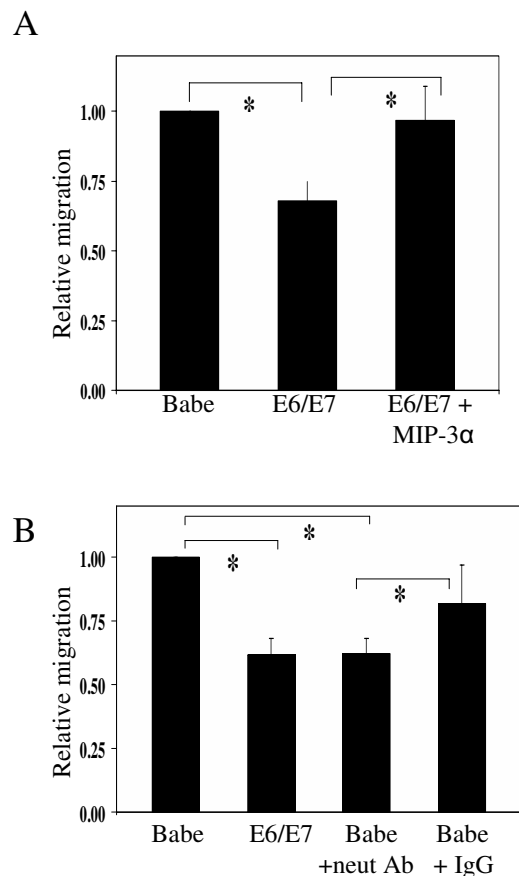 A
Relative migration
1.00
0.75
0.50
0.25
0.00
*
*
Babe
E6/E7
E6/E7 +
MIP-3α
B
Relative migration
1.00
0.75
0.50
0.25
0.00
*
*
*
Babe
E6/E7
Babe
+neut Ab
Babe
+ IgG